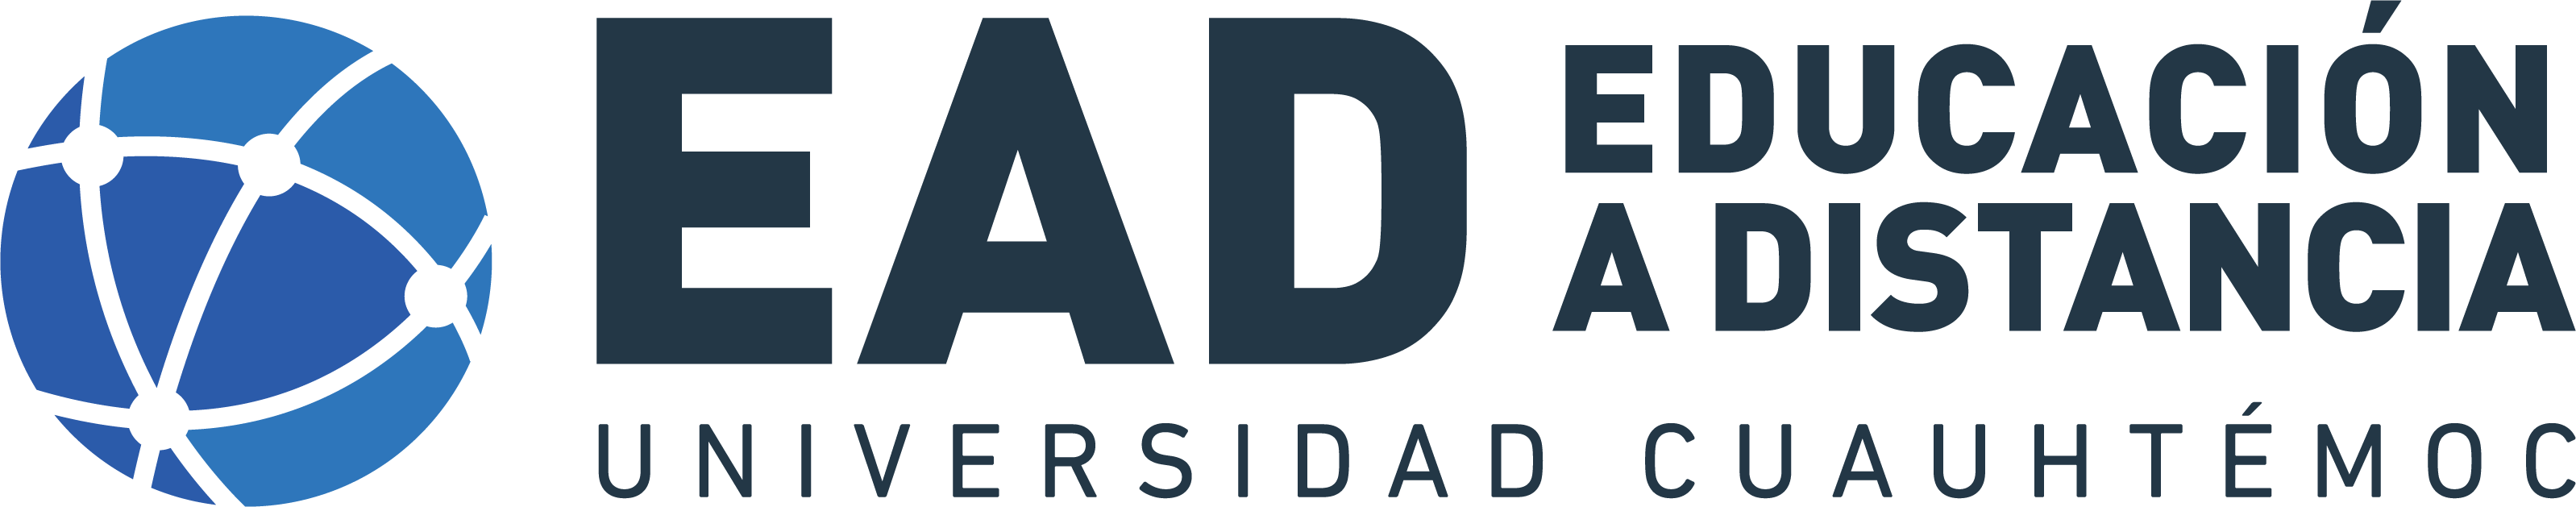 EAD
EDUCACIÓN
A DISTANCIA
UNIVERSIDAD CUAUHTÉMOC